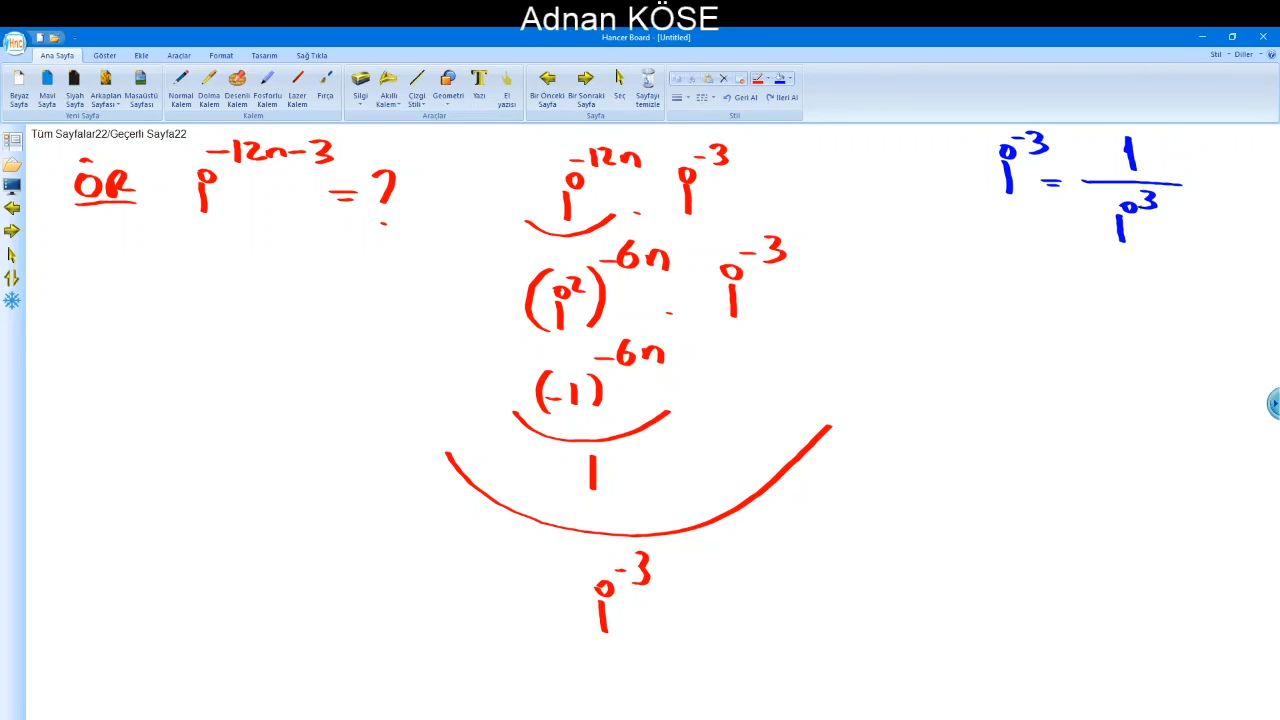 Adnan KÖSE
Hancer Board - [Untitled]
Hnc
Ana Sayfa Göster Ekle Araçlar Format Tasarım Sağ Tıkla Stil Diller
Beyaz Sayfa Mavi Sayfa Siyah Sayfa Arkaplan Sayfası Masaüstü Sayfası Normal Kalem Dolma Kalem Desenli Kalem Fosforlu Kalem Lazer Kalem Fırça Silgi Akıllı Kalem Çizgi Stili Geometri Yazı El yazısı Bir Önceki Sayfa Bir Sonraki Sayfa Seç Sayfayı temizle Geri Al İleri Al
Yeni Sayfa Kalem Araçlar Sayfa Düzenle
Tüm Sayfalar22/Geçerli Sayfa22
ÖR i^{-12n-3} = ?
i^{-12n} . i^{-3}
(i^2)^{-6n} . i^{-3}
(-1)^{-6n}
1
i^{-3}
i^{-3} = 1/i^3